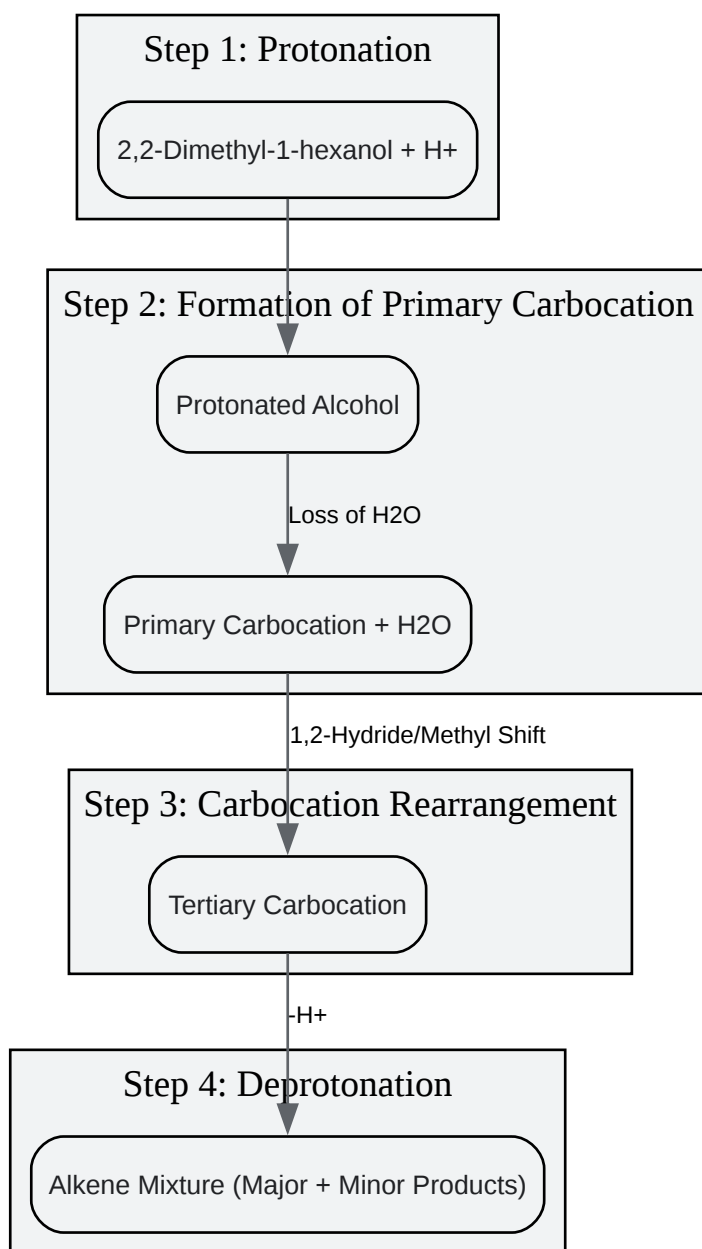 Step 1: Protonation
2,2-Dimethyl-1-hexanol + H+
Step 2: Formation of Primary Carbocation
Protonated Alcohol
Loss of H2O
Primary Carbocation + H2O
1,2-Hydride/Methyl Shift
Step 3: Carbocation Rearrangement
Tertiary Carbocation
-H+
Step 4: Deprotonation
Alkene Mixture (Major + Minor Products)